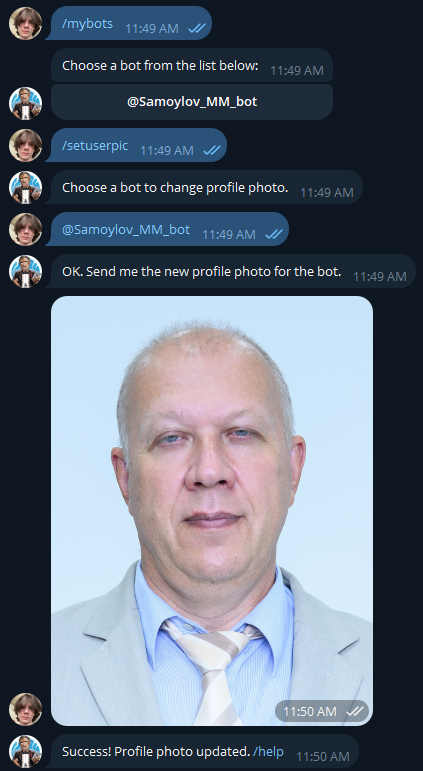 /mybots 11:49 AM
Choose a bot from the list below: 11:49 AM
@Samoylov_MM_bot
/setuserpic 11:49 AM
Choose a bot to change profile photo. 11:49 AM
@Samoylov_MM_bot 11:49 AM
OK. Send me the new profile photo for the bot. 11:49 AM
11:50 AM
Success! Profile photo updated. /help 11:50 AM